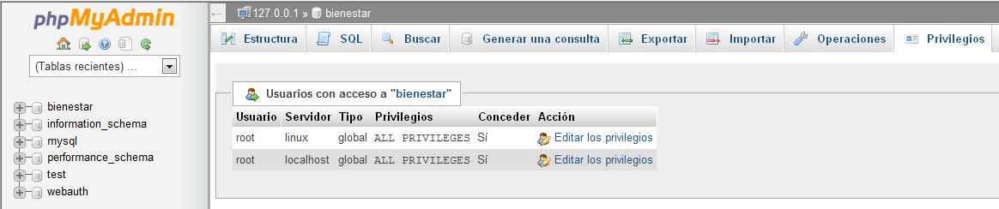 phpMyAdmin
(Tablas recientes) ...
bienestar
information_schema
mysql
performance_schema
test
webauth
127.0.0.1 » bienestar
Estructura SQL Buscar Generar una consulta Exportar Importar Operaciones Privilegios
Usuarios con acceso a "bienestar"
Usuario Servidor Tipo Privilegios Conceder Acción
root linux global ALL PRIVILEGES Sí Editar los privilegios
root localhost global ALL PRIVILEGES Sí Editar los privilegios